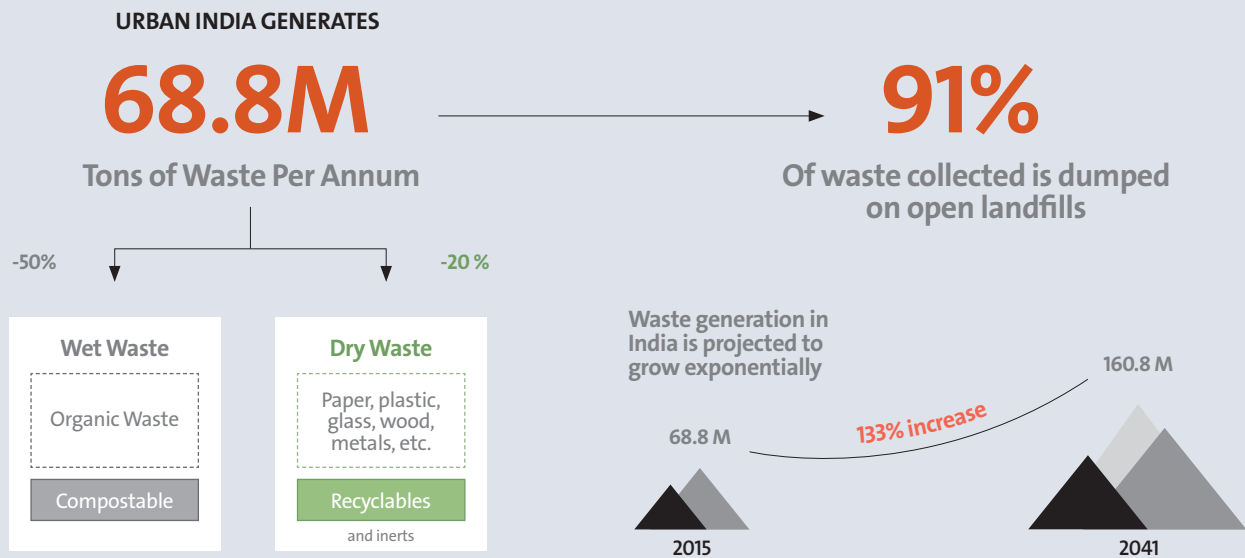 URBAN INDIA GENERATES
68.8M
Tons of Waste Per Annum
91%
Of waste collected is dumped
on open landfills
-50%
-20 %
Wet Waste
Organic Waste
Compostable
Dry Waste
Paper, plastic,
glass, wood,
metals, etc.
Recyclables
and inerts
Waste generation in
India is projected to
grow exponentially
68.8 M
133% increase
160.8 M
2015
2041